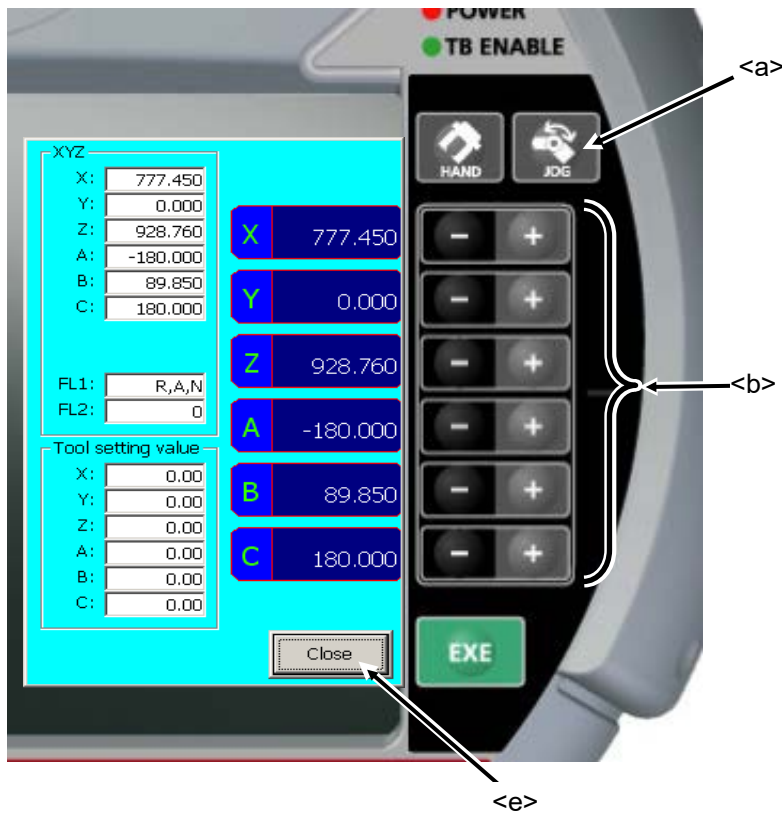 POWER
TB ENABLE
<a>
HAND
JOG
XYZ
X: 777.450
Y: 0.000
Z: 928.760
A: -180.000
B: 89.850
C: 180.000
FL1: R,A,N
FL2: 0
Tool setting value
X: 0.00
Y: 0.00
Z: 0.00
A: 0.00
B: 0.00
C: 0.00
X 777.450
Y 0.000
Z 928.760
A -180.000
B 89.850
C 180.000
- +
- +
- +
- +
- +
- +
<b>
Close
EXE
<e>